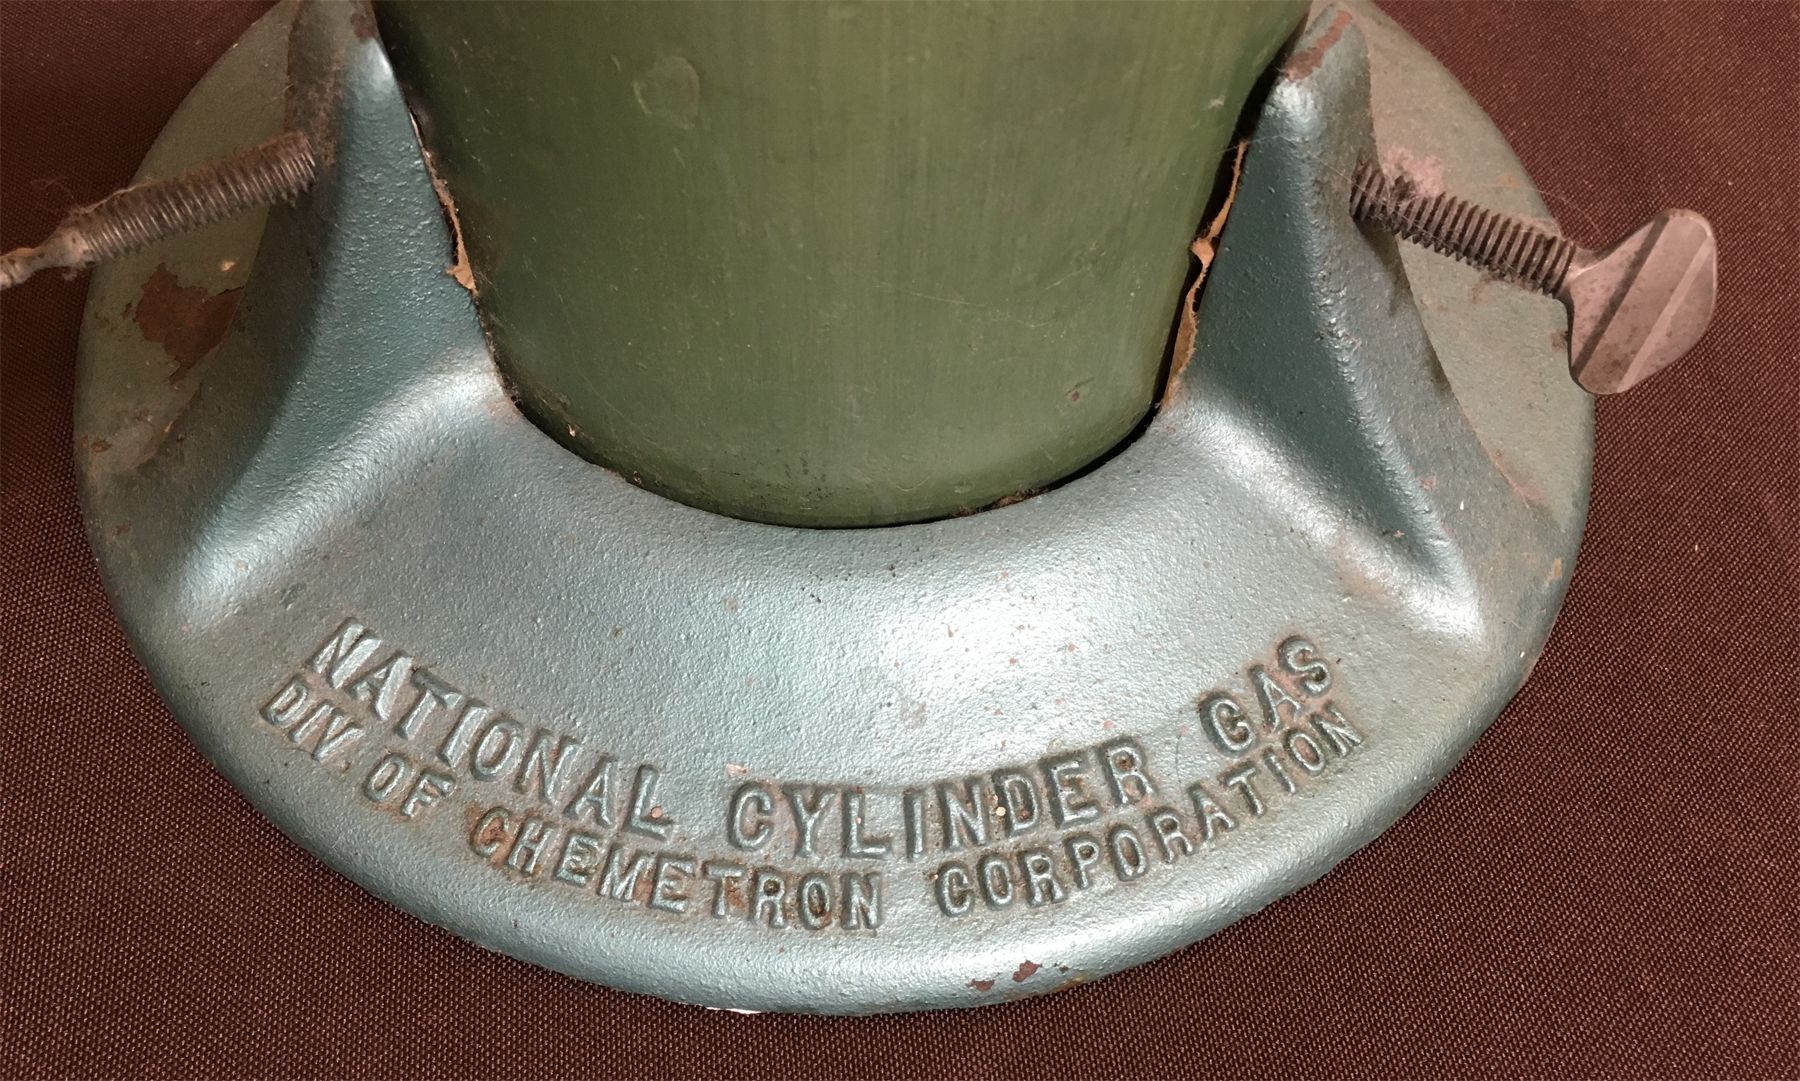 NATIONAL CYLINDER GAS
DIV. OF CHEMETRON CORPORATION